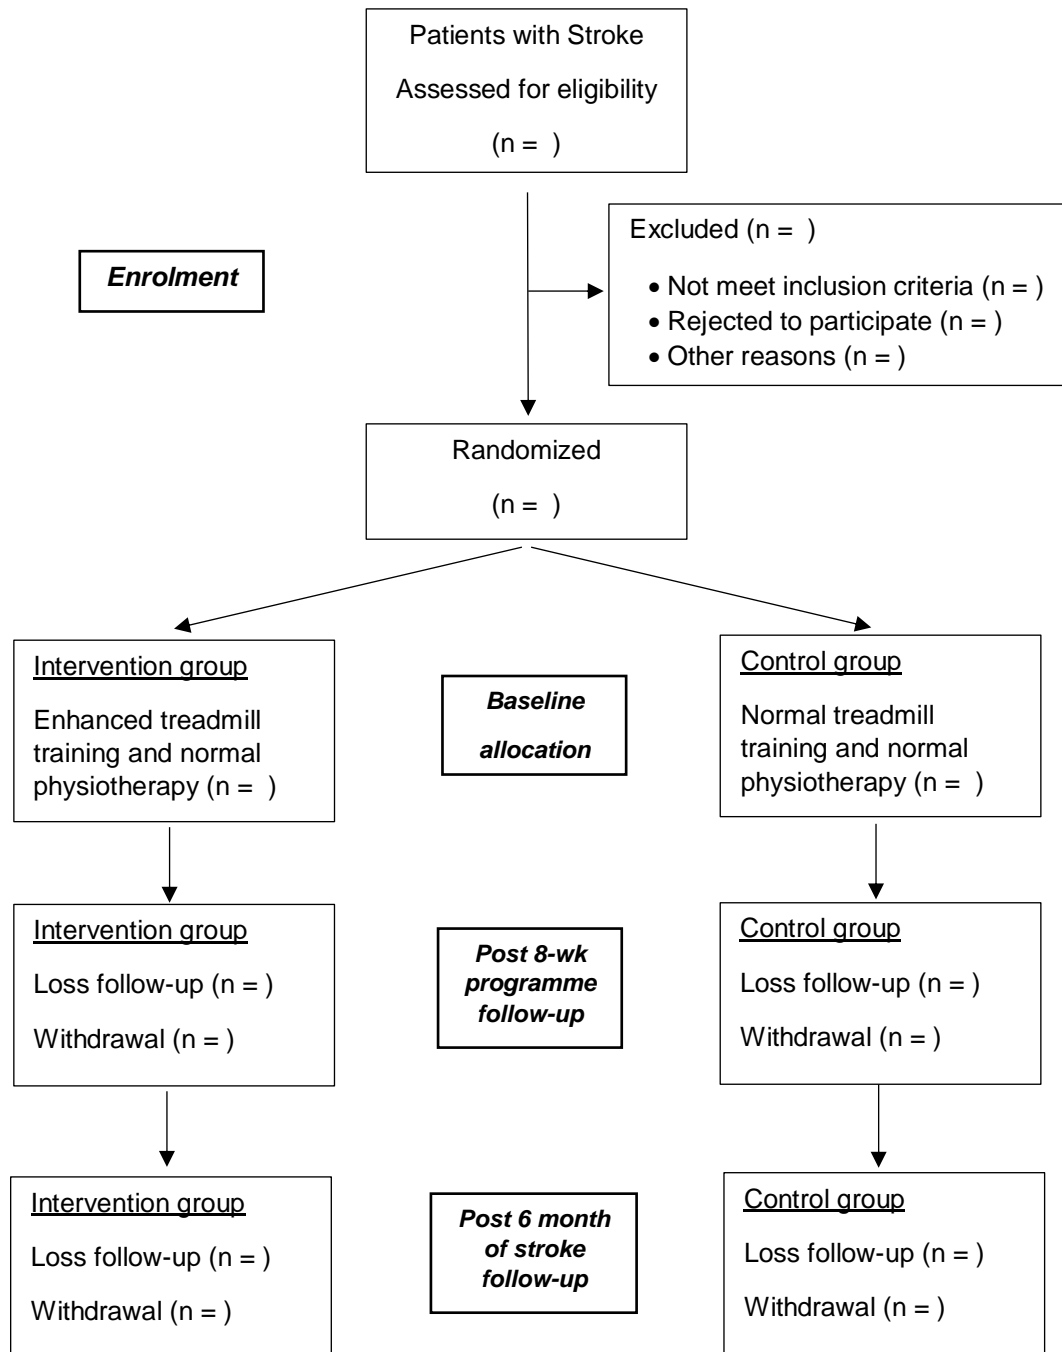 Patients with Stroke
Assessed for eligibility
(n =  )
Excluded (n =  )
• Not meet inclusion criteria (n = )
• Rejected to participate (n = )
• Other reasons (n = )
Enrolment
Randomized
(n =  )
Intervention group
Enhanced treadmill
training and normal
physiotherapy (n =  )
Baseline
allocation
Control group
Normal treadmill
training and normal
physiotherapy (n =  )
Intervention group
Loss follow-up (n = )
Withdrawal (n = )
Post 8-wk
programme
follow-up
Control group
Loss follow-up (n = )
Withdrawal (n = )
Intervention group
Loss follow-up (n = )
Withdrawal (n = )
Post 6 month
of stroke
follow-up
Control group
Loss follow-up (n = )
Withdrawal (n = )